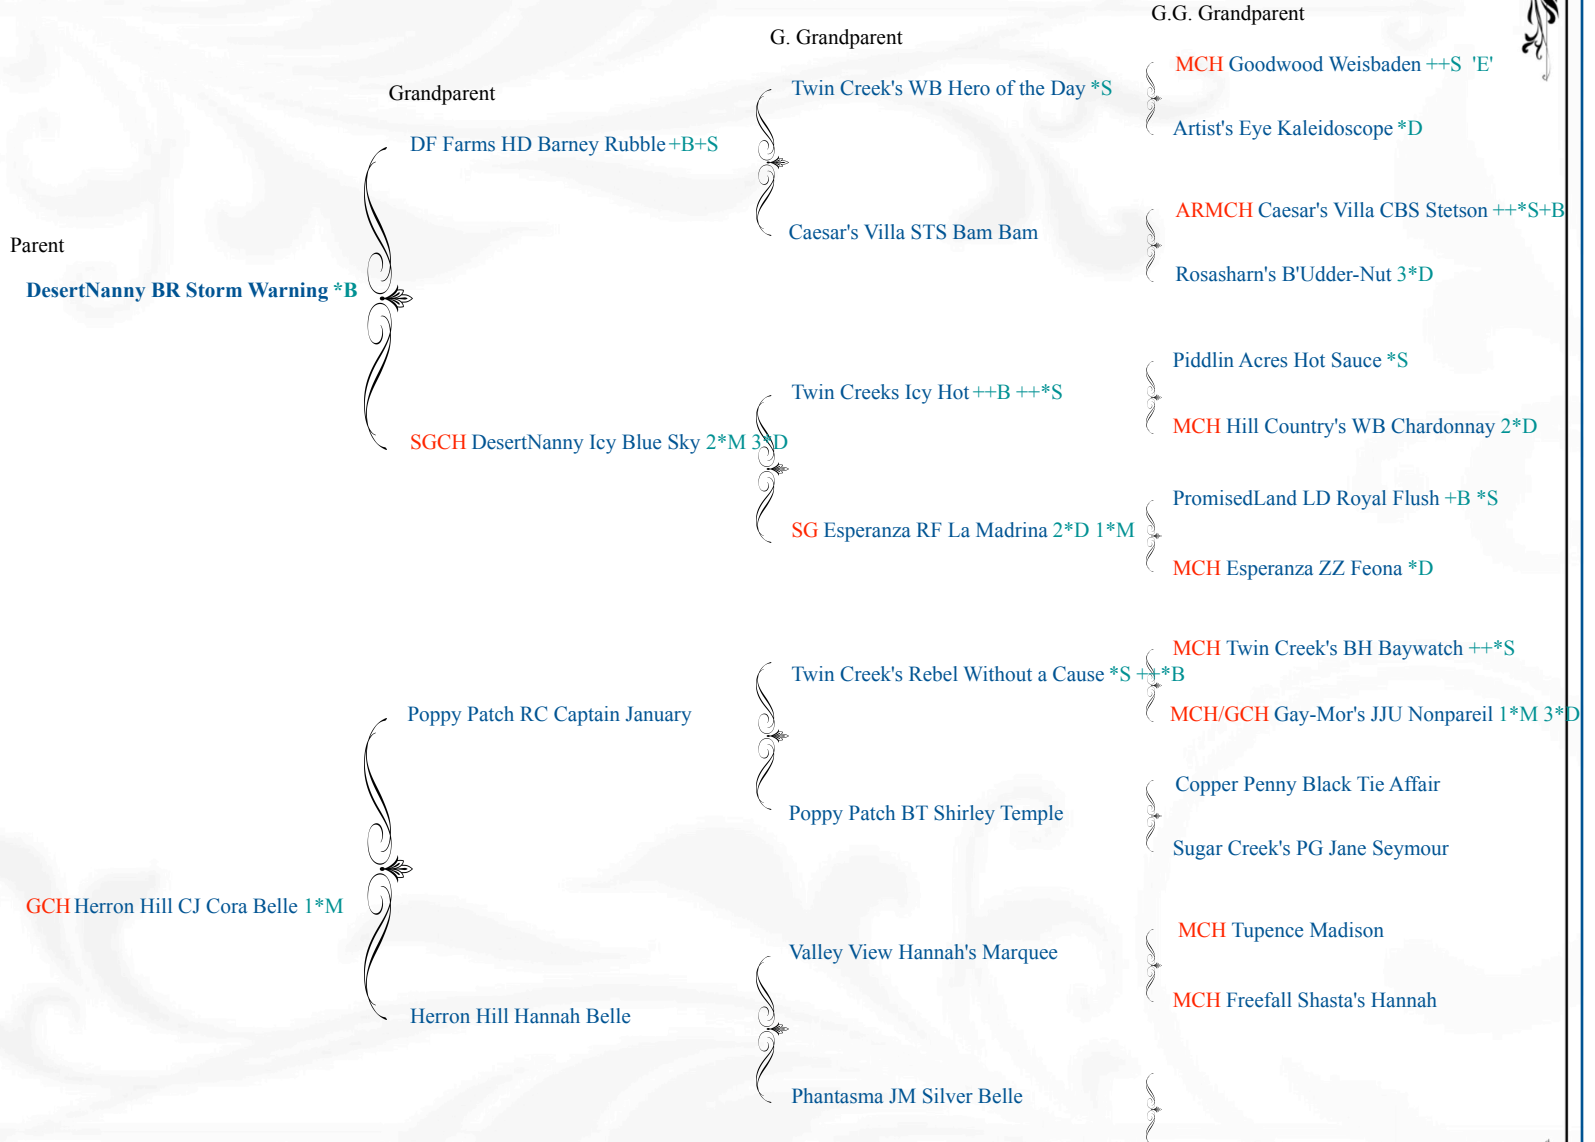 G.G. Grandparent
G. Grandparent
MCH Goodwood Weisbaden ++S 'E'
Grandparent
Twin Creek's WB Hero of the Day *S
Artist's Eye Kaleidoscope *D
DF Farms HD Barney Rubble +B+S
ARMCH Caesar's Villa CBS Stetson ++*S+B
Caesar's Villa STS Bam Bam
Parent
Rosasharn's B'Udder-Nut 3*D
DesertNanny BR Storm Warning *B
Piddlin Acres Hot Sauce *S
Twin Creeks Icy Hot ++B ++*S
MCH Hill Country's WB Chardonnay 2*D
SGCH DesertNanny Icy Blue Sky 2*M 3*D
PromisedLand LD Royal Flush +B *S
SG Esperanza RF La Madrina 2*D 1*M
MCH Esperanza ZZ Feona *D
MCH Twin Creek's BH Baywatch ++*S
Twin Creek's Rebel Without a Cause *S ++*B
Poppy Patch RC Captain January
MCH/GCH Gay-Mor's JJU Nonpareil 1*M 3*D
Copper Penny Black Tie Affair
Poppy Patch BT Shirley Temple
Sugar Creek's PG Jane Seymour
GCH Herron Hill CJ Cora Belle 1*M
MCH Tupence Madison
Valley View Hannah's Marquee
MCH Freefall Shasta's Hannah
Herron Hill Hannah Belle
Phantasma JM Silver Belle